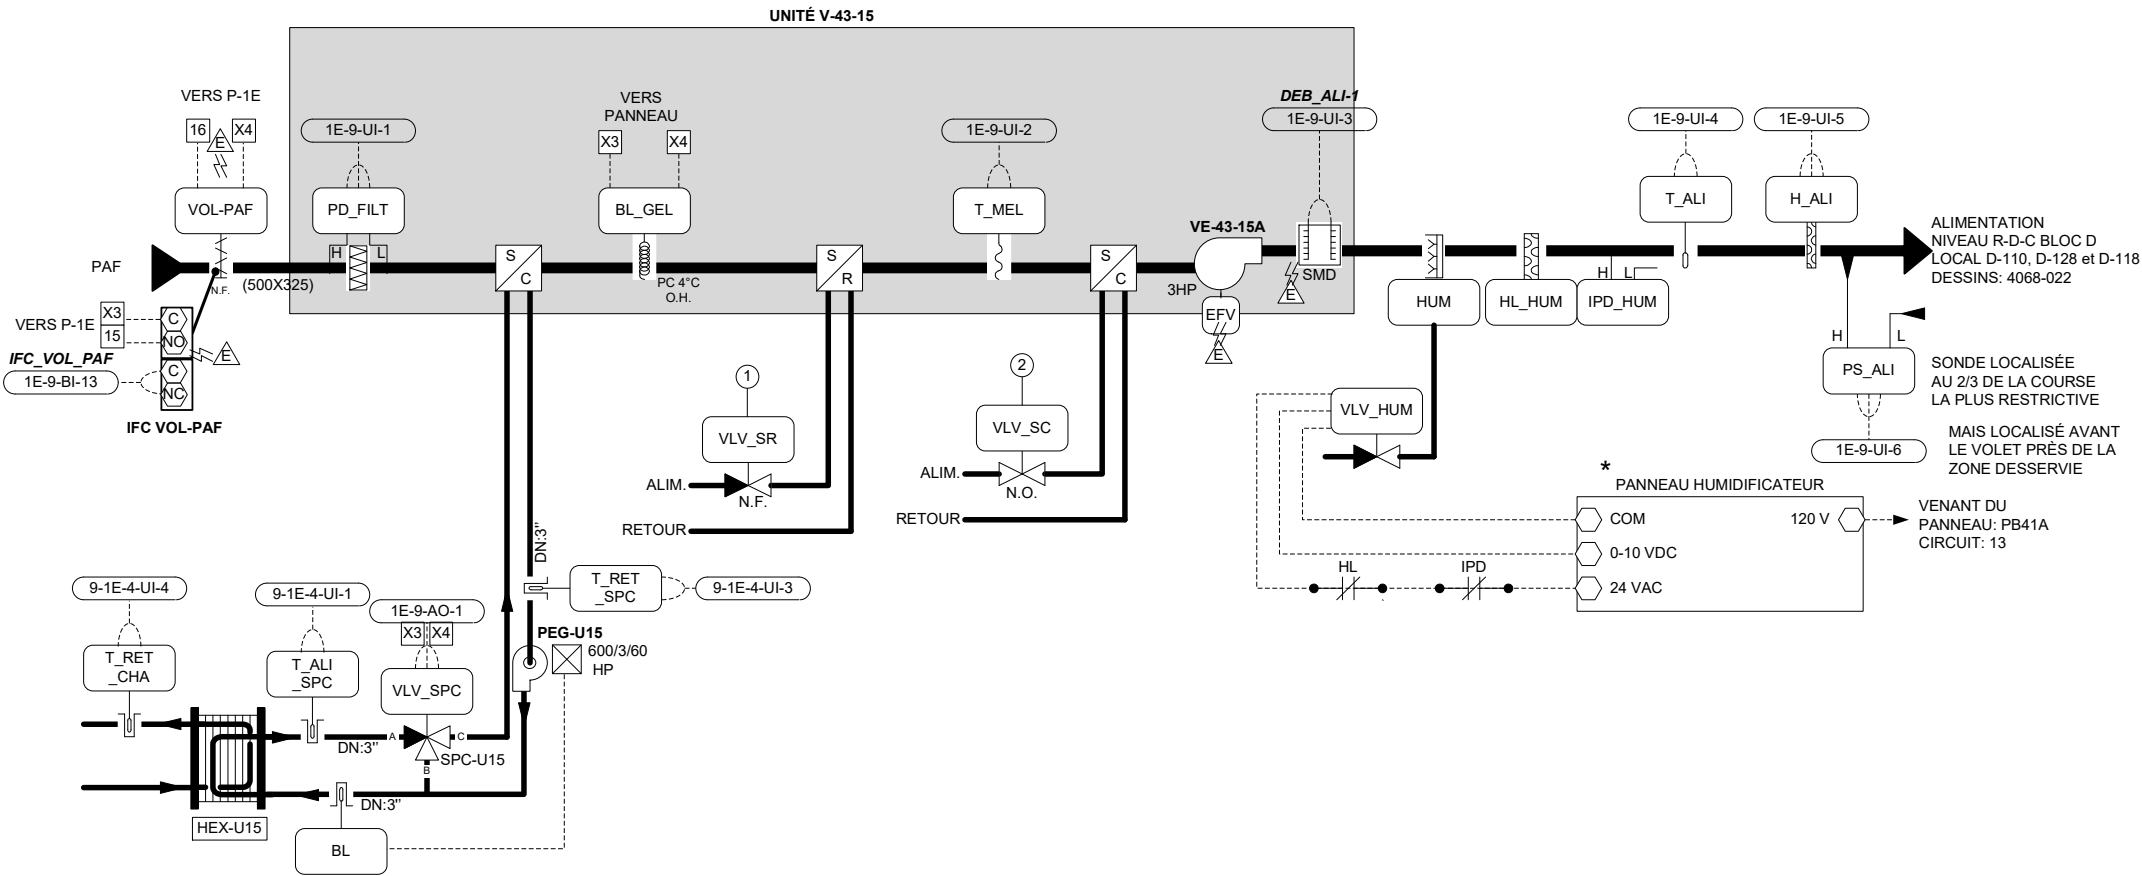 UNITÉ V-43-15
VERS P-1E
16
X4
E
VOL-PAF
PAF
N.F.
(500X325)
VERS P-1E
X3
15
C
NO
E
IFC_VOL_PAF
1E-9-BI-13
C
NC
IFC VOL-PAF
1E-9-UI-1
PD_FILT
H
L
S
C
VERS
PANNEAU
X3
X4
BL_GEL
PC 4°C
O.H.
S
R
1E-9-UI-2
T_MEL
S
C
VE-43-15A
3HP
EFV
E
DEB_ALI-1
1E-9-UI-3
SMD
E
HUM
HL_HUM
H
L
IPD_HUM
1E-9-UI-4
T_ALI
1E-9-UI-5
H_ALI
ALIMENTATION
NIVEAU R-D-C BLOC D
LOCAL D-110, D-128 et D-118
DESSINS: 4068-022
H
L
PS_ALI
1E-9-UI-6
SONDE LOCALISÉE
AU 2/3 DE LA COURSE
LA PLUS RESTRICTIVE
MAIS LOCALISÉ AVANT
LE VOLET PRÈS DE LA
ZONE DESSERVIE
1
VLV_SR
ALIM.
N.F.
RETOUR
2
VLV_SC
ALIM.
N.O.
RETOUR
VLV_HUM
*
PANNEAU HUMIDIFICATEUR
COM
120 V
0-10 VDC
24 VAC
VENANT DU
PANNEAU: PB41A
CIRCUIT: 13
HL
IPD
DN:3"
T_RET
_SPC
9-1E-4-UI-3
PEG-U15
600/3/60
HP
9-1E-4-UI-4
T_RET
_CHA
9-1E-4-UI-1
T_ALI
_SPC
1E-9-AO-1
X3
X4
VLV_SPC
DN:3"
A
C
B
SPC-U15
DN:3"
HEX-U15
BL